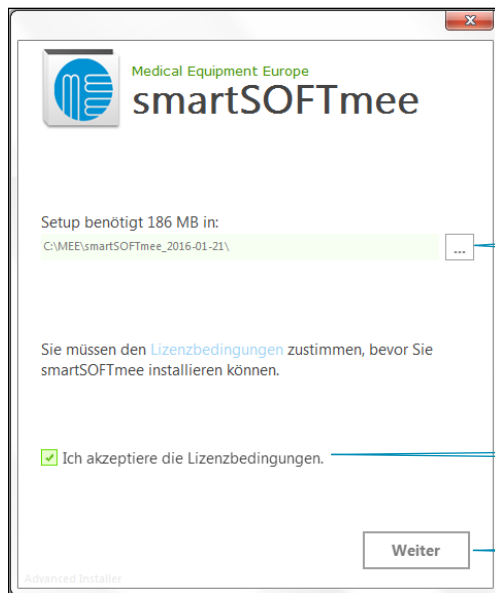 Medical Equipment Europe
smartSOFTmee
Setup benötigt 186 MB in:
C:\MEE\smartSOFTmee_2016-01-21\
...
Sie müssen den Lizenzbedingungen zustimmen, bevor Sie
smartSOFTmee installieren können.
Ich akzeptiere die Lizenzbedingungen.
Weiter
Advanced Installer